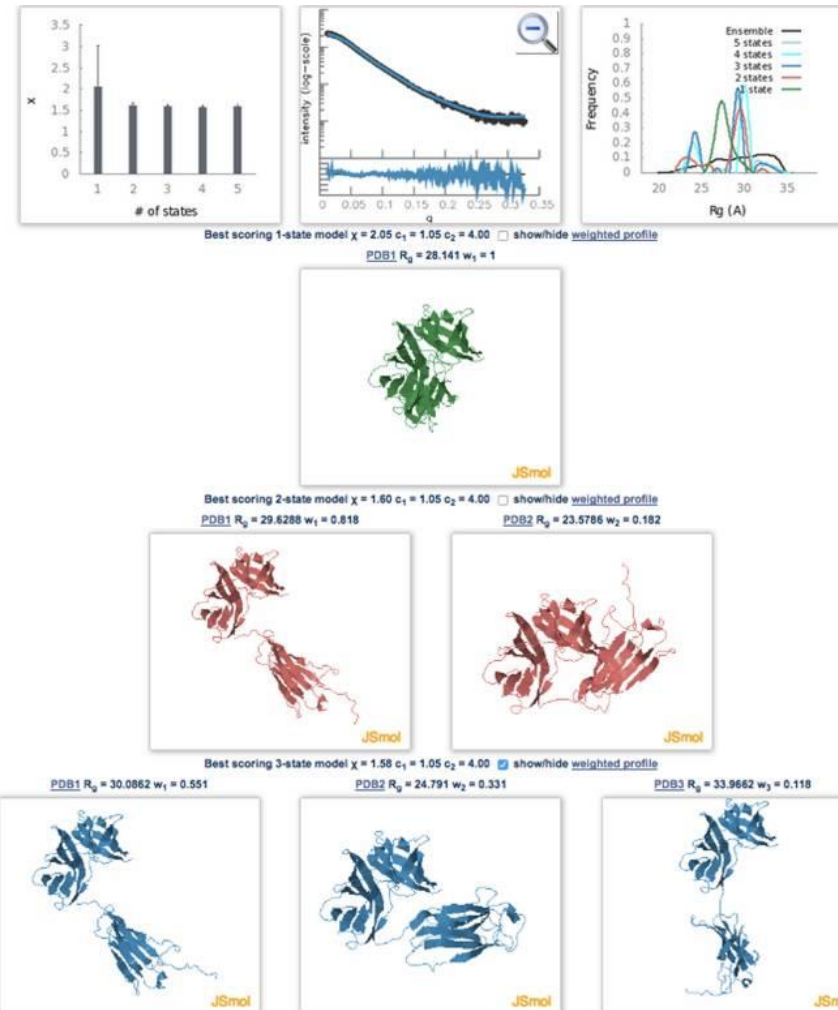 3.5
3
2.5
2
1.5
1
0.5
0
χ
1 2 3 4 5
# of states
intensity (log-scale)
0 0.05 0.1 0.15 0.2 0.25 0.3 0.35
q
1
0.9
0.8
0.7
0.6
0.5
0.4
0.3
0.2
0.1
0
Frequency
Ensemble
5 states
4 states
3 states
2 states
1 state
20 25 30 35
Rg (A)
Best scoring 1-state model χ = 2.05 c₁ = 1.05 c₂ = 4.00 show/hide weighted profile
PDB1 Rg = 28.141 w₁ = 1
JSmol
Best scoring 2-state model χ = 1.60 c₁ = 1.05 c₂ = 4.00 show/hide weighted profile
PDB1 Rg = 29.6288 w₁ = 0.818 PDB2 Rg = 23.5786 w₂ = 0.182
JSmol JSmol
Best scoring 3-state model χ = 1.58 c₁ = 1.05 c₂ = 4.00 show/hide weighted profile
PDB1 Rg = 30.0862 w₁ = 0.551 PDB2 Rg = 24.791 w₂ = 0.331 PDB3 Rg = 33.9662 w₃ = 0.118
JSmol JSmol JSm